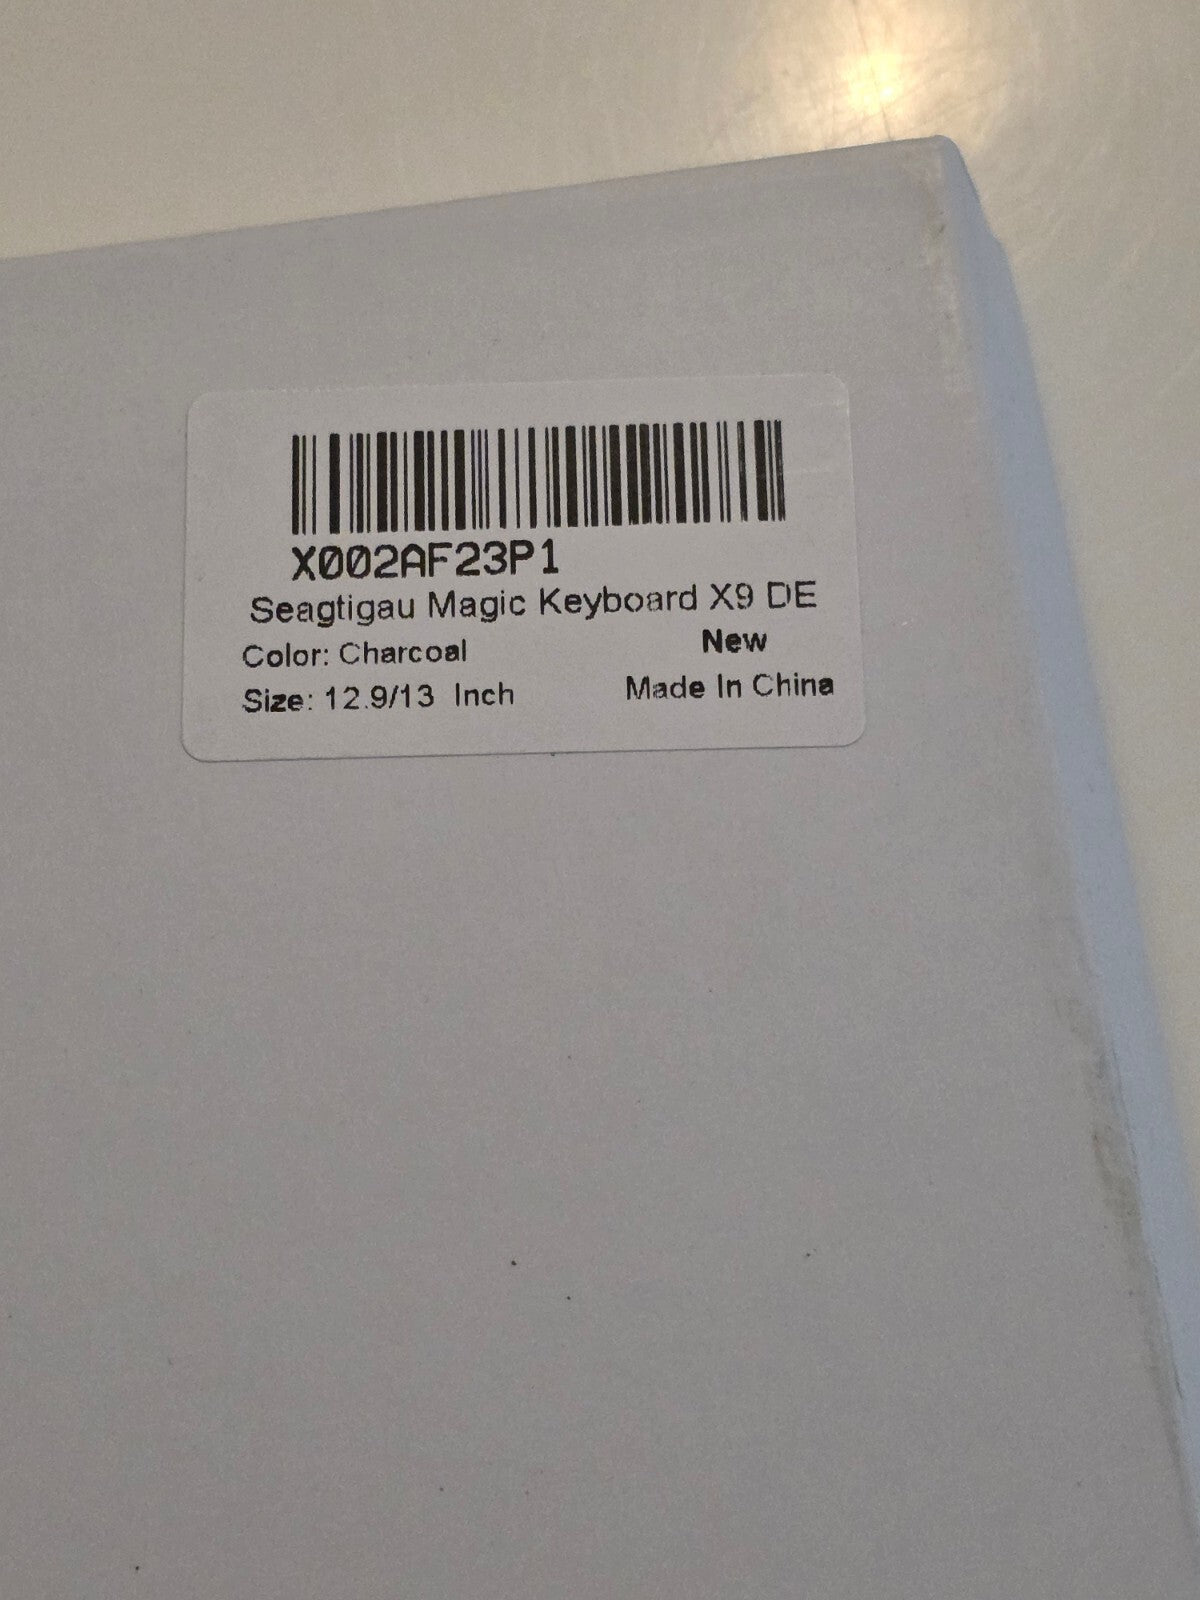 X002AF23P1
Seagtigau Magic Keyboard X9 DE
Color: Charcoal New
Size: 12.9/13 Inch Made In China